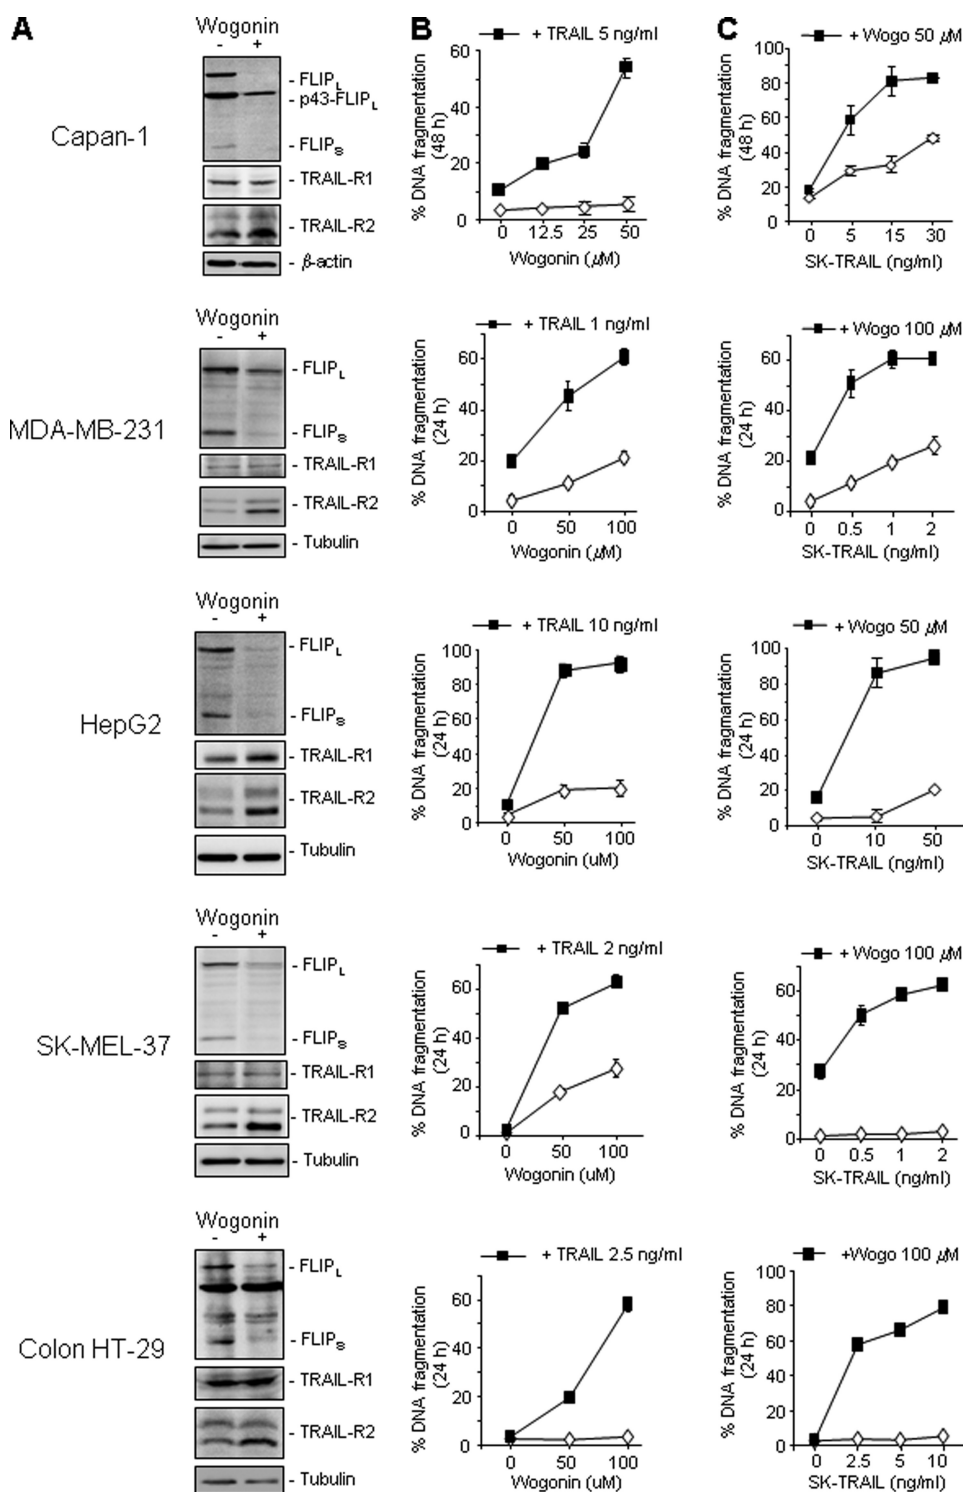 A
Wogonin
- +
Capan-1
- FLIPL
- p43-FLIPL
- FLIPS
- TRAIL-R1
- TRAIL-R2
- β-actin
B
+ TRAIL 5 ng/ml
% DNA fragmentation
(48 h)
60
40
20
0
0 12.5 25 50
Wogonin (µM)
C
+ Wogo 50 µM
% DNA fragmentation
(48 h)
100
80
60
40
20
0
0 5 15 30
SK-TRAIL (ng/ml)
Wogonin
- +
MDA-MB-231
- FLIPL
- FLIPS
- TRAIL-R1
- TRAIL-R2
- Tubulin
+ TRAIL 1 ng/ml
% DNA fragmentation
(24 h)
60
40
20
0
0 50 100
Wogonin (µM)
+ Wogo 100 µM
% DNA fragmentation
(24 h)
60
40
20
0
0 0.5 1 2
SK-TRAIL (ng/ml)
Wogonin
- +
HepG2
- FLIPL
- FLIPS
- TRAIL-R1
- TRAIL-R2
- Tubulin
+ TRAIL 10 ng/ml
% DNA fragmentation
(24 h)
100
80
60
40
20
0
0 50 100
Wogonin (uM)
+ Wogo 50 µM
% DNA fragmantation
(24 h)
100
80
60
40
20
0
0 10 50
SK-TRAIL (ng/ml)
Wogonin
- +
SK-MEL-37
- FLIPL
- FLIPS
- TRAIL-R1
- TRAIL-R2
- Tubulin
+ TRAIL 2 ng/ml
% DNA fragmentation
(24 h)
60
40
20
0
0 50 100
Wogonin (uM)
+ Wogo 100 µM
% DNA fragmentation
(24 h)
60
40
20
0
0 0.5 1 2
SK-TRAIL (ng/ml)
Wogonin
- +
Colon HT-29
- FLIPL
- FLIPS
- TRAIL-R1
- TRAIL-R2
- Tubulin
+ TRAIL 2.5 ng/ml
% DNA fragmentation
(24 h)
60
40
20
0
0 50 100
Wogonin (uM)
+Wogo 100 µM
% DNA fragmentation
(24 h)
100
80
60
40
20
0
0 2.5 5 10
SK-TRAIL (ng/ml)